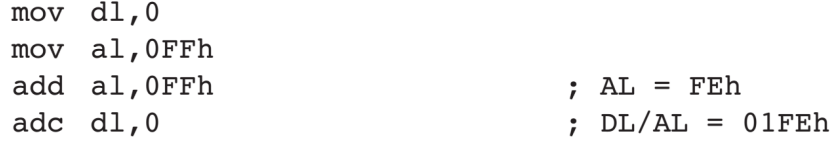 mov dl,0
mov al,0FFh
add al,0FFh ; AL = FEh
adc dl,0 ; DL/AL = 01FEh